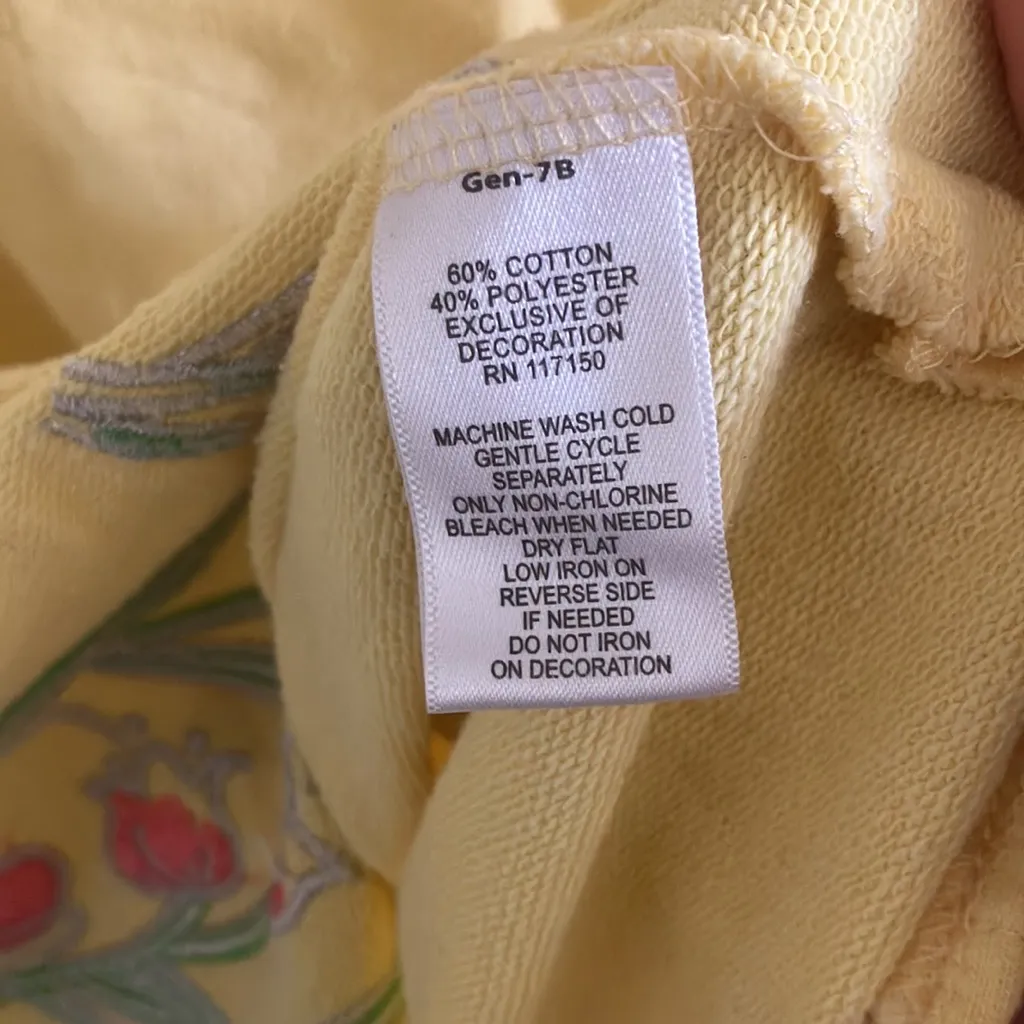 Gen-7B
60% COTTON
40% POLYESTER
EXCLUSIVE OF
DECORATION
RN 117150
MACHINE WASH COLD
GENTLE CYCLE
SEPARATELY
ONLY NON-CHLORINE
BLEACH WHEN NEEDED
DRY FLAT
LOW IRON ON
REVERSE SIDE
IF NEEDED
DO NOT IRON
ON DECORATION